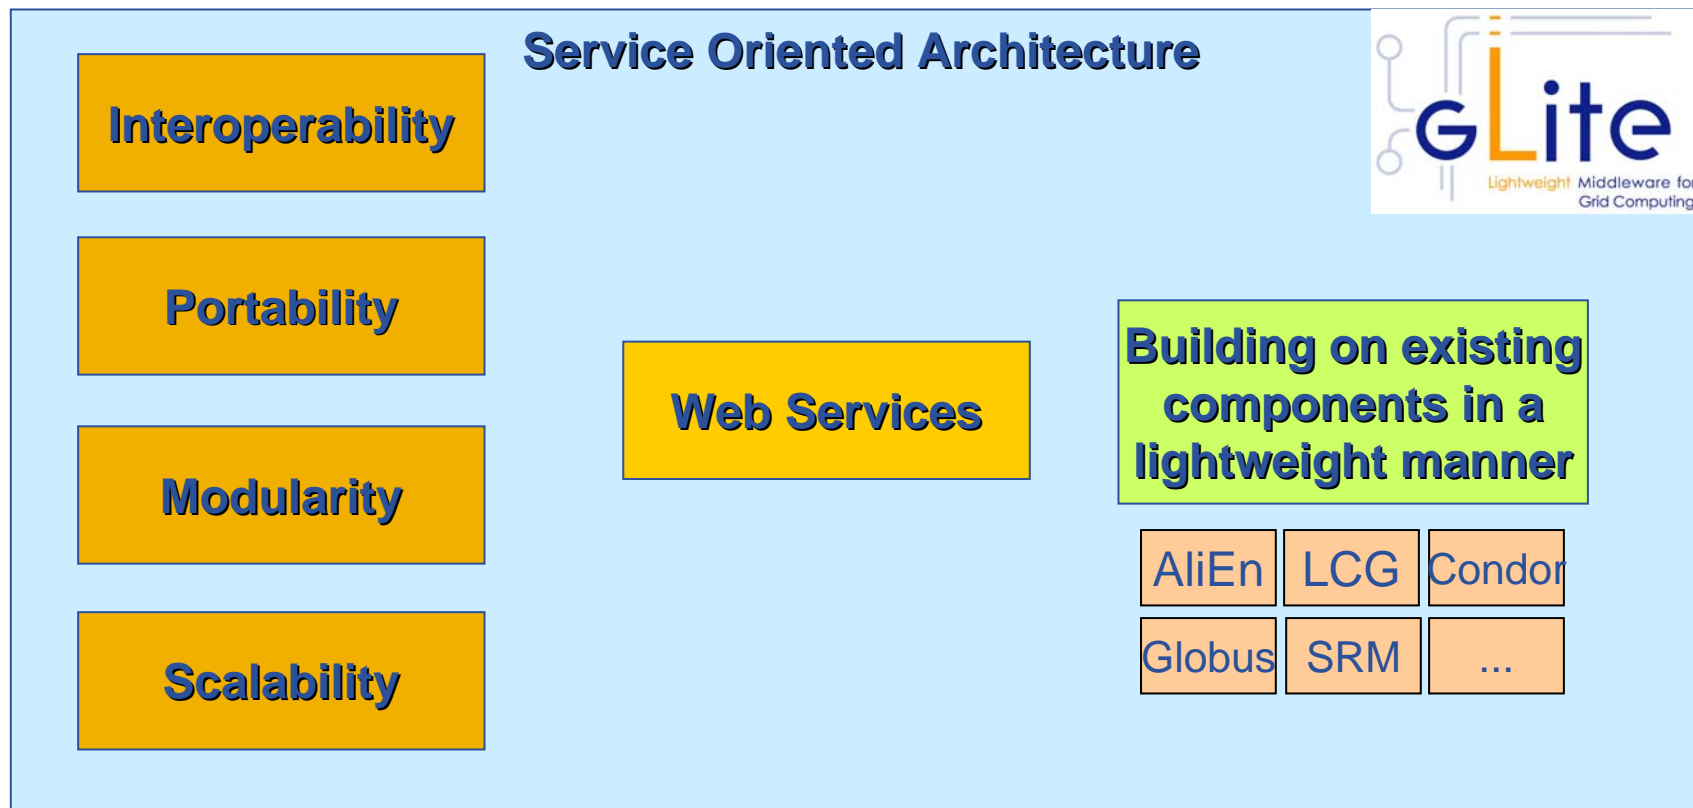 Service Oriented Architecture
gLite
Lightweight Middleware for
Grid Computing
Interoperability
Portability
Modularity
Scalability
Web Services
Building on existing
components in a
lightweight manner
AliEn LCG Condor
Globus SRM ...